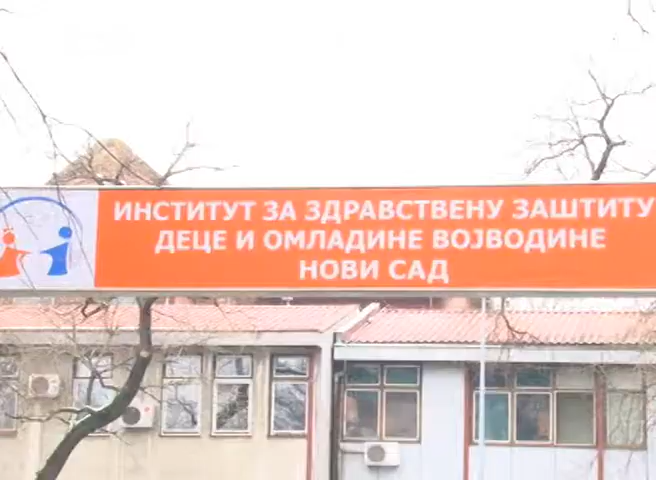 ИНСТИТУТ ЗА ЗДРАВСТВЕНУ ЗАШТИТУ
ДЕЦЕ И ОМЛАДИНЕ ВОЈВОДИНЕ
НОВИ САД